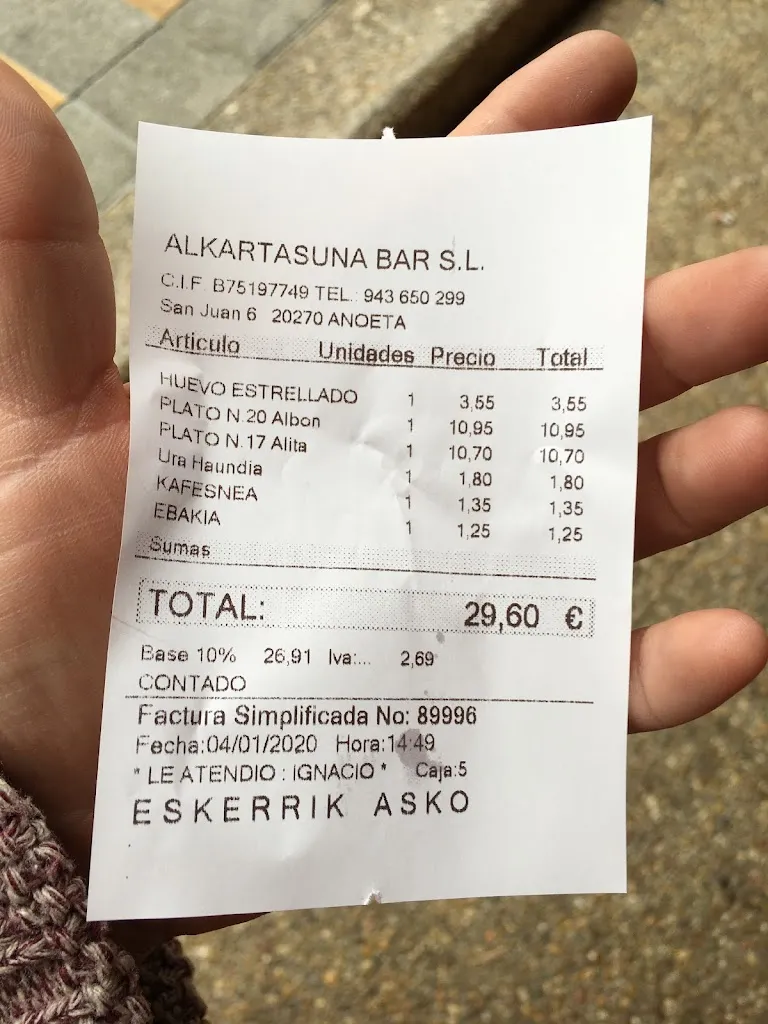 ALKARTASUNA BAR S.L.
C.I.F. B75197749 TEL.: 943 650 299
San Juan 6 20270 ANOETA
Articulo Unidades Precio Total
HUEVO ESTRELLADO 1 3,55 3,55
PLATO N.20 Albon 1 10,95 10,95
PLATO N.17 Alita 1 10,70 10,70
Ura Haundia 1 1,80 1,80
KAFESNEA 1 1,35 1,35
EBAKIA 1 1,25 1,25
Sumas
TOTAL: 29,60 €
Base 10% 26,91 Iva:... 2,69
CONTADO
Factura Simplificada No: 89996
Fecha:04/01/2020 Hora:14:49
* LE ATENDIO : IGNACIO * Caja:5
ESKERRIK ASKO